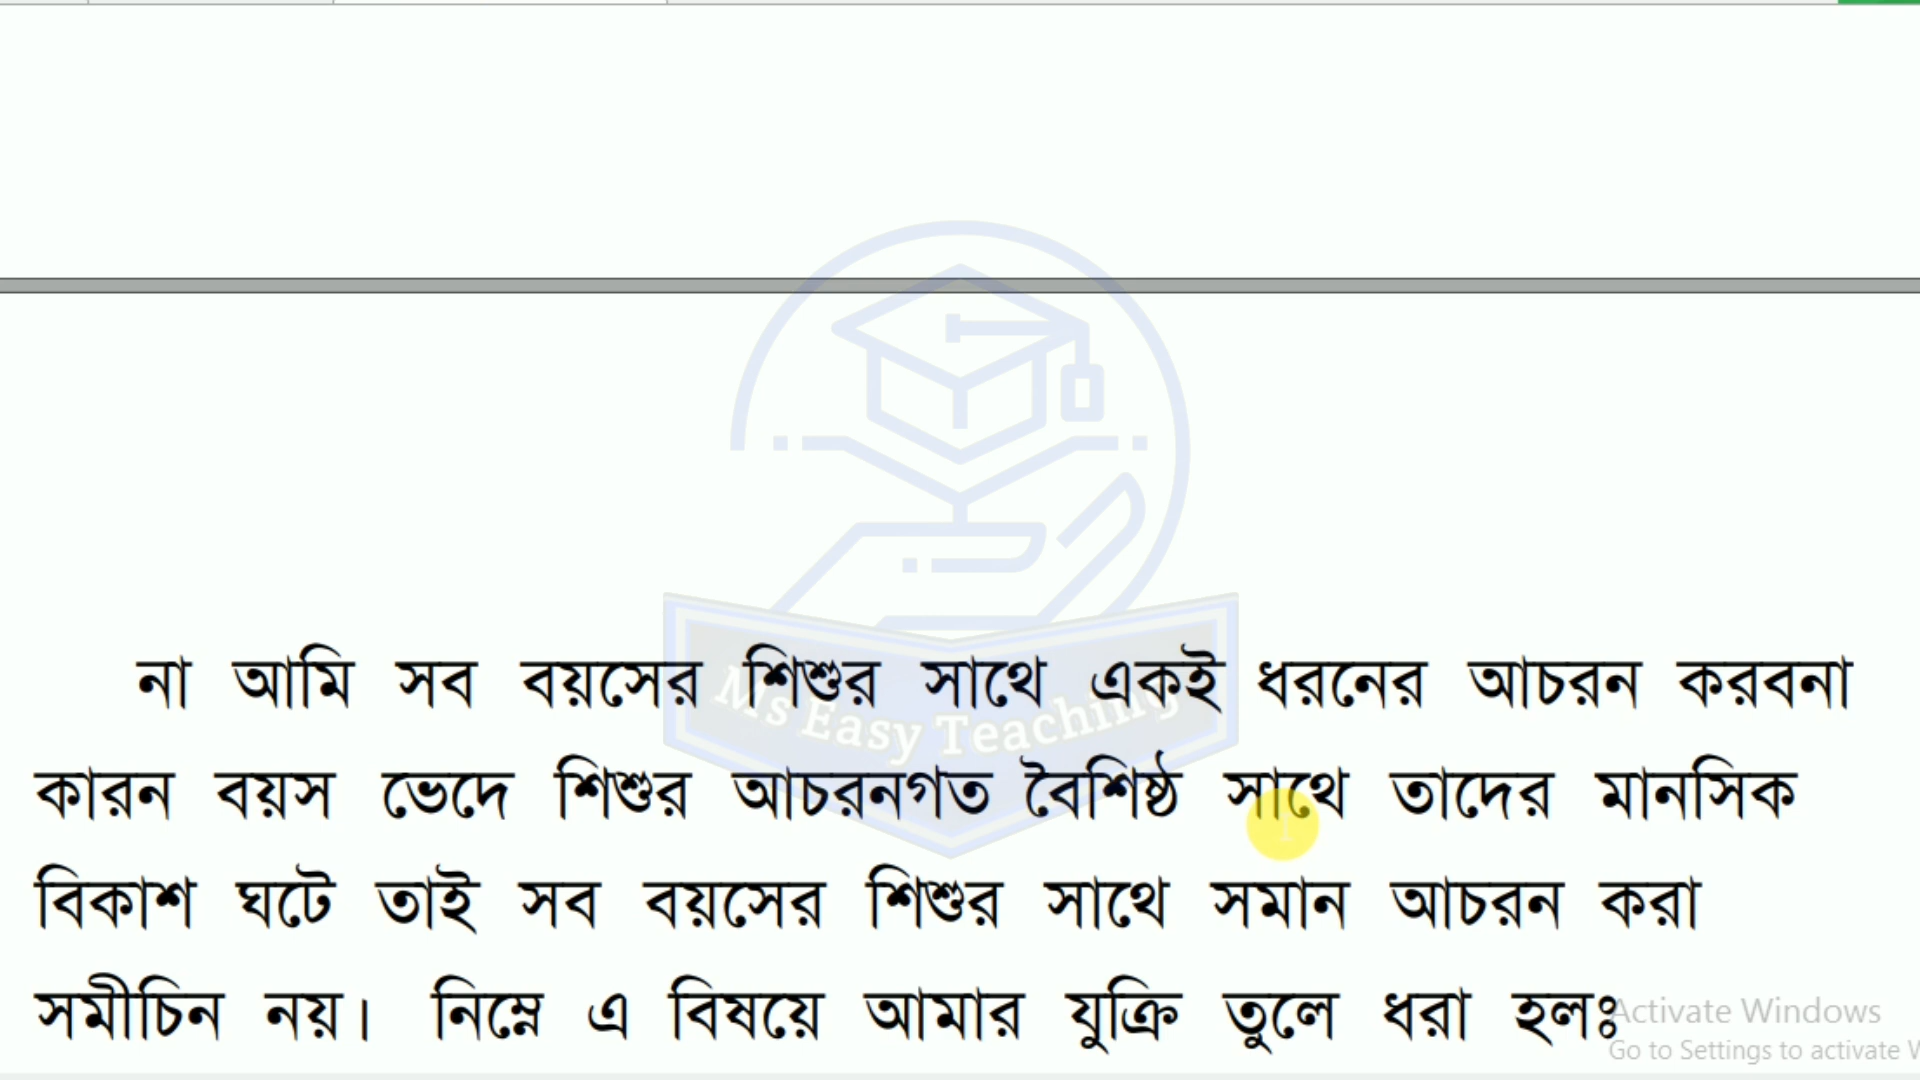 Ms Easy Teaching
না আমি সব বয়সের শিশুর সাথে একই ধরনের আচরন করবনা
কারন বয়স ভেদে শিশুর আচরনগত বৈশিষ্ঠ সাথে তাদের মানসিক
বিকাশ ঘটে তাই সব বয়সের শিশুর সাথে সমান আচরন করা
সমীচিন নয়। নিম্নে এ বিষয়ে আমার যুক্রি তুলে ধরা হলঃ
Activate Windows
Go to Settings to activate W